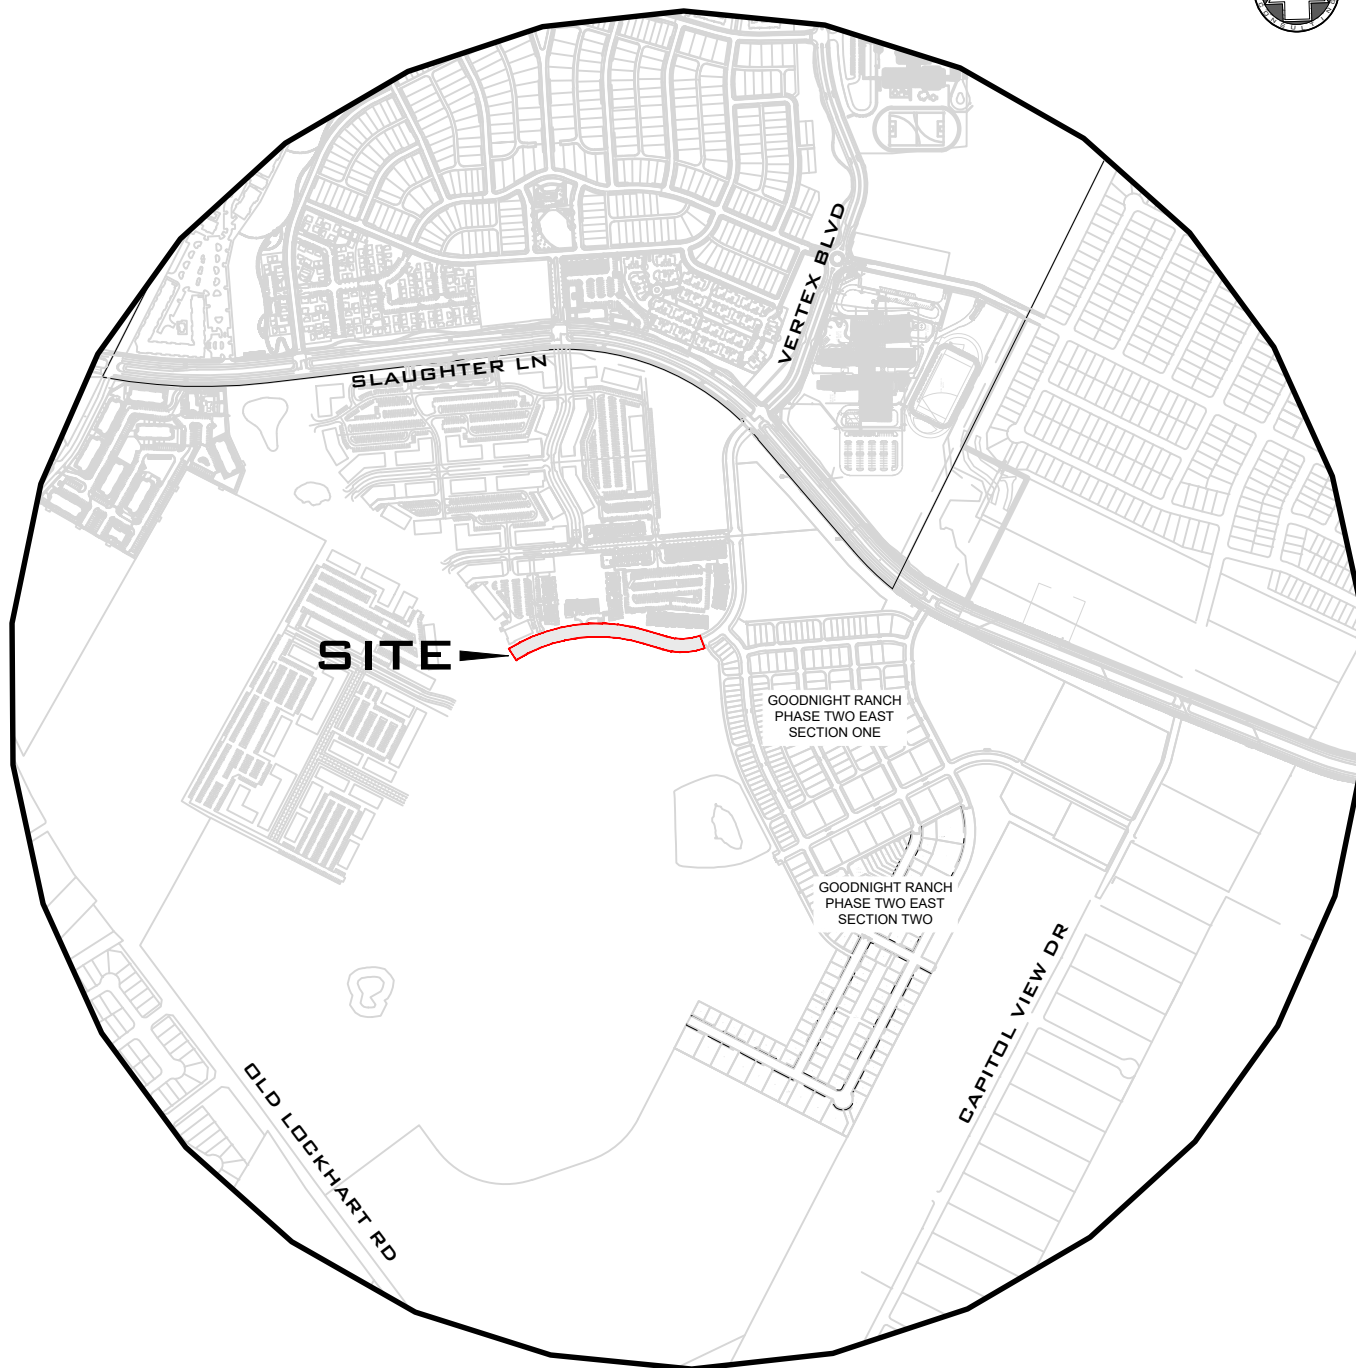 VERTEX BLVD
SLAUGHTER LN
SITE
GOODNIGHT RANCH
PHASE TWO EAST
SECTION ONE
GOODNIGHT RANCH
PHASE TWO EAST
SECTION TWO
CAPITOL VIEW DR
OLD LOCKHART RD